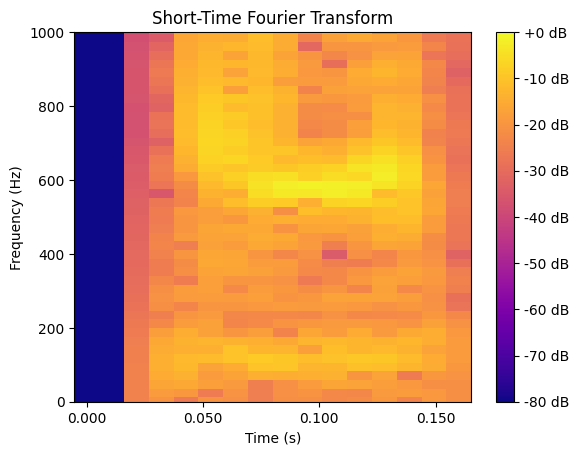 Short-Time Fourier Transform
1000
800
600
400
200
0
Frequency (Hz)
0.000
0.050
0.100
0.150
Time (s)
+0 dB
-10 dB
-20 dB
-30 dB
-40 dB
-50 dB
-60 dB
-70 dB
-80 dB